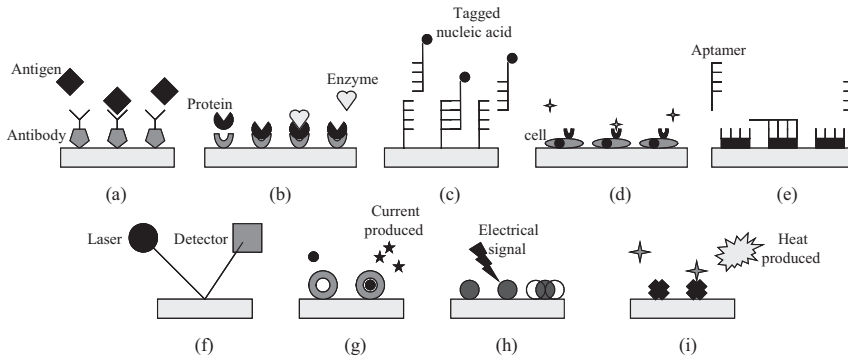 Tagged
nucleic acid
Antigen
Enzyme
Aptamer
Protein
Antibody
cell
(a)
(b)
(c)
(d)
(e)
Current
produced
Electrical
signal
Laser
Detector
Heat
produced
(f)
(g)
(h)
(i)